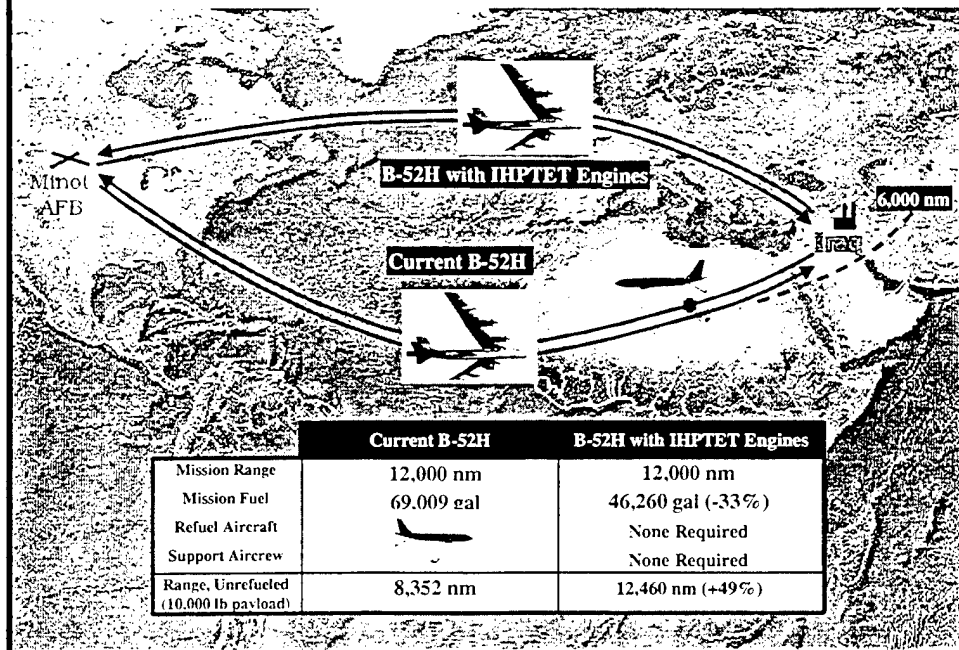 B-52H with IHPTET Engines
Minot
AFB
6,000 nm
Iraq
Current B-52H
Current B-52H B-52H with IHPTET Engines
Mission Range 12,000 nm 12,000 nm
Mission Fuel 69,009 gal 46,260 gal (-33%)
Refuel Aircraft None Required
Support Aircrew None Required
Range, Unrefueled 8,352 nm 12,460 nm (+49%)
(10,000 lb payload)